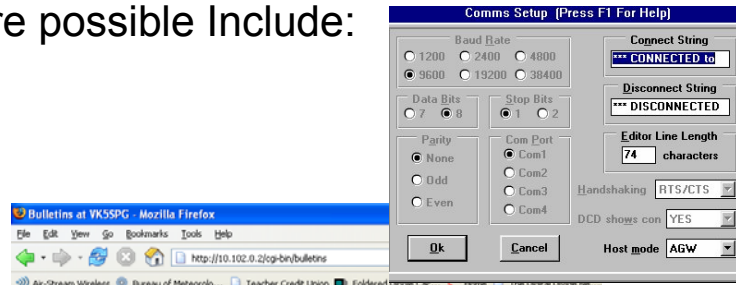 re possible Include:
Comms Setup (Press F1 For Help)
Baud Rate
1200 2400 4800
9600 19200 38400
Data Bits
7 8
Stop Bits
1 2
Parity
None
Odd
Even
Com Port
Com1
Com2
Com3
Com4
Connect String
*** CONNECTED to
Disconnect String
*** DISCONNECTED
Editor Line Length
74 characters
Handshaking RTS/CTS
DCD shows con YES
Host mode AGW
Ok Cancel
Bulletins at VK5SPG - Mozilla Firefox
File Edit View Go Bookmarks Tools Help
http://10.102.0.2/cgi-bin/bulletins
Air-Stream Wireless Bureau of Meteorolo... Teacher Credit Union Foldered